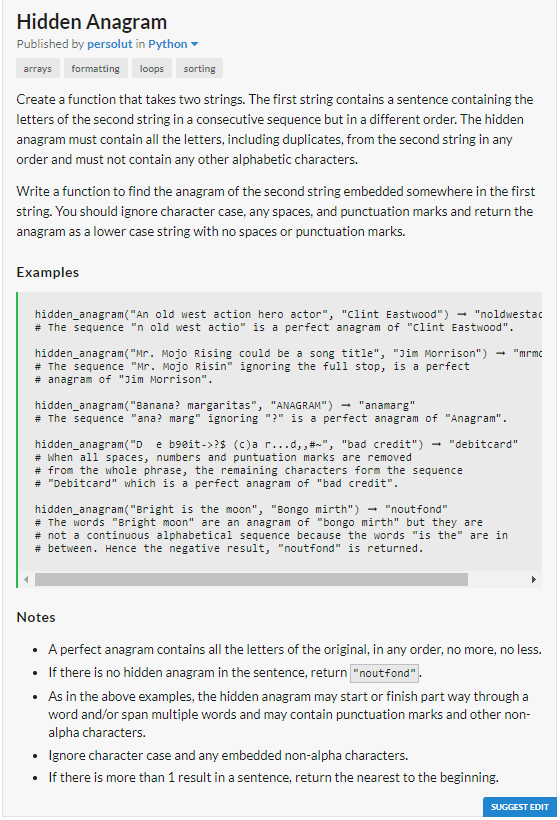 Hidden Anagram
Published by persolut in Python
arrays formatting loops sorting
Create a function that takes two strings. The first string contains a sentence containing the
letters of the second string in a consecutive sequence but in a different order. The hidden
anagram must contain all the letters, including duplicates, from the second string in any
order and must not contain any other alphabetic characters.
Write a function to find the anagram of the second string embedded somewhere in the first
string. You should ignore character case, any spaces, and punctuation marks and return the
anagram as a lower case string with no spaces or punctuation marks.
Examples
hidden_anagram("An old west action hero actor", "Clint Eastwood") → "noldwestac
# The sequence "n old west actio" is a perfect anagram of "Clint Eastwood".
hidden_anagram("Mr. Mojo Rising could be a song title", "Jim Morrison") → "mrmo
# The sequence "Mr. Mojo Risin" ignoring the full stop, is a perfect
# anagram of "Jim Morrison".
hidden_anagram("Banana? margaritas", "ANAGRAM") → "anamarg"
# The sequence "ana? marg" ignoring "?" is a perfect anagram of "Anagram".
hidden_anagram("D  e b90it->?$ (c)a r...d,,#~", "bad credit") → "debitcard"
# When all spaces, numbers and puntuation marks are removed
# from the whole phrase, the remaining characters form the sequence
# "Debitcard" which is a perfect anagram of "bad credit".
hidden_anagram("Bright is the moon", "Bongo mirth") → "noutfond"
# The words "Bright moon" are an anagram of "bongo mirth" but they are
# not a continuous alphabetical sequence because the words "is the" are in
# between. Hence the negative result, "noutfond" is returned.
Notes
• A perfect anagram contains all the letters of the original, in any order, no more, no less.
• If there is no hidden anagram in the sentence, return "noutfond".
• As in the above examples, the hidden anagram may start or finish part way through a
word and/or span multiple words and may contain punctuation marks and other non-
alpha characters.
• Ignore character case and any embedded non-alpha characters.
• If there is more than 1 result in a sentence, return the nearest to the beginning.
SUGGEST EDIT